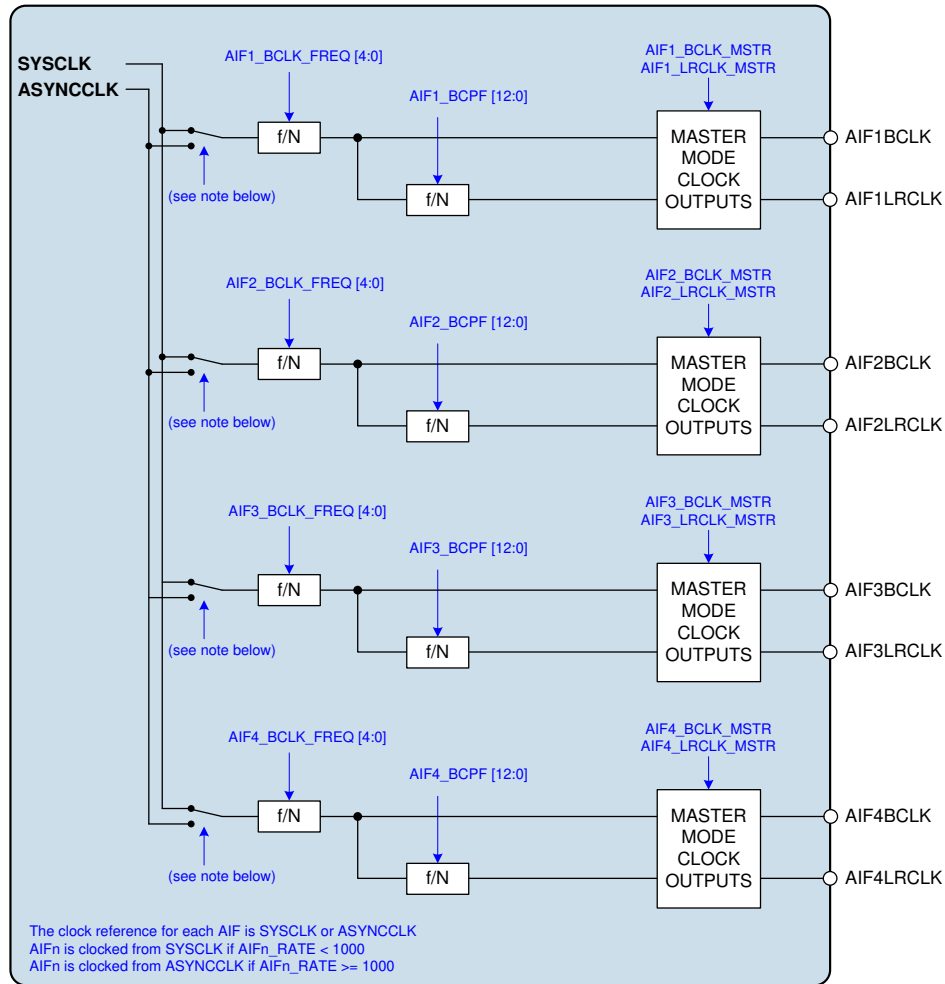 SYSCLK
ASYNCCLK
AIF1_BCLK_FREQ [4:0]
AIF1_BCPF [12:0]
AIF1_BCLK_MSTR
AIF1_LRCLK_MSTR
f/N
(see note below)
f/N
MASTER
MODE
CLOCK
OUTPUTS
AIF1BCLK
AIF1LRCLK
AIF2_BCLK_FREQ [4:0]
AIF2_BCPF [12:0]
AIF2_BCLK_MSTR
AIF2_LRCLK_MSTR
f/N
(see note below)
f/N
MASTER
MODE
CLOCK
OUTPUTS
AIF2BCLK
AIF2LRCLK
AIF3_BCLK_FREQ [4:0]
AIF3_BCPF [12:0]
AIF3_BCLK_MSTR
AIF3_LRCLK_MSTR
f/N
(see note below)
f/N
MASTER
MODE
CLOCK
OUTPUTS
AIF3BCLK
AIF3LRCLK
AIF4_BCLK_FREQ [4:0]
AIF4_BCPF [12:0]
AIF4_BCLK_MSTR
AIF4_LRCLK_MSTR
f/N
(see note below)
f/N
MASTER
MODE
CLOCK
OUTPUTS
AIF4BCLK
AIF4LRCLK
The clock reference for each AIF is SYSCLK or ASYNCCLK
AIFn is clocked from SYSCLK if AIFn_RATE < 1000
AIFn is clocked from ASYNCCLK if AIFn_RATE >= 1000